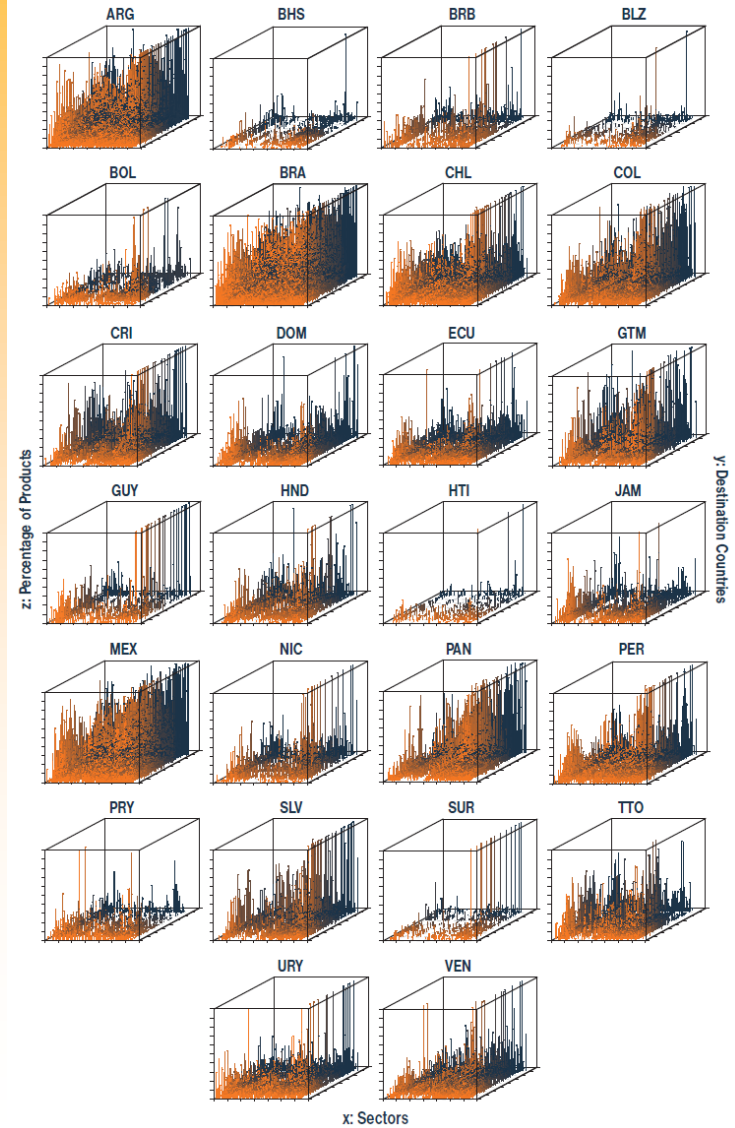 ARG BHS BRB BLZ
BOL BRA CHL COL
CRI DOM ECU GTM
GUY HND HTI JAM
MEX NIC PAN PER
PRY SLV SUR TTO
URY VEN
z: Percentage of Products
y: Destination Countries
x: Sectors